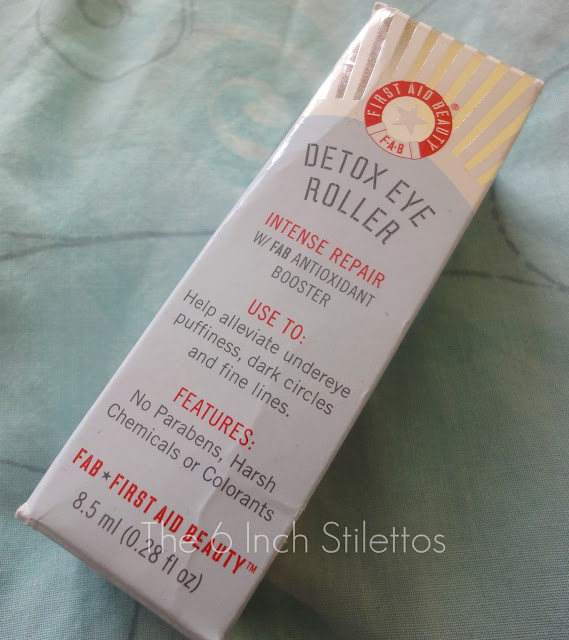 FIRST AID BEAUTY
®
F·A·B
DETOX EYE
ROLLER
INTENSE REPAIR
W/ FAB ANTIOXIDANT
BOOSTER
USE TO:
Help alleviate undereye
puffiness, dark circles
and fine lines.
FEATURES:
No Parabens, Harsh
Chemicals or Colorants
FAB★FIRST AID BEAUTY™
8.5 ml (0.28 fl oz)
The 6 Inch Stilettos